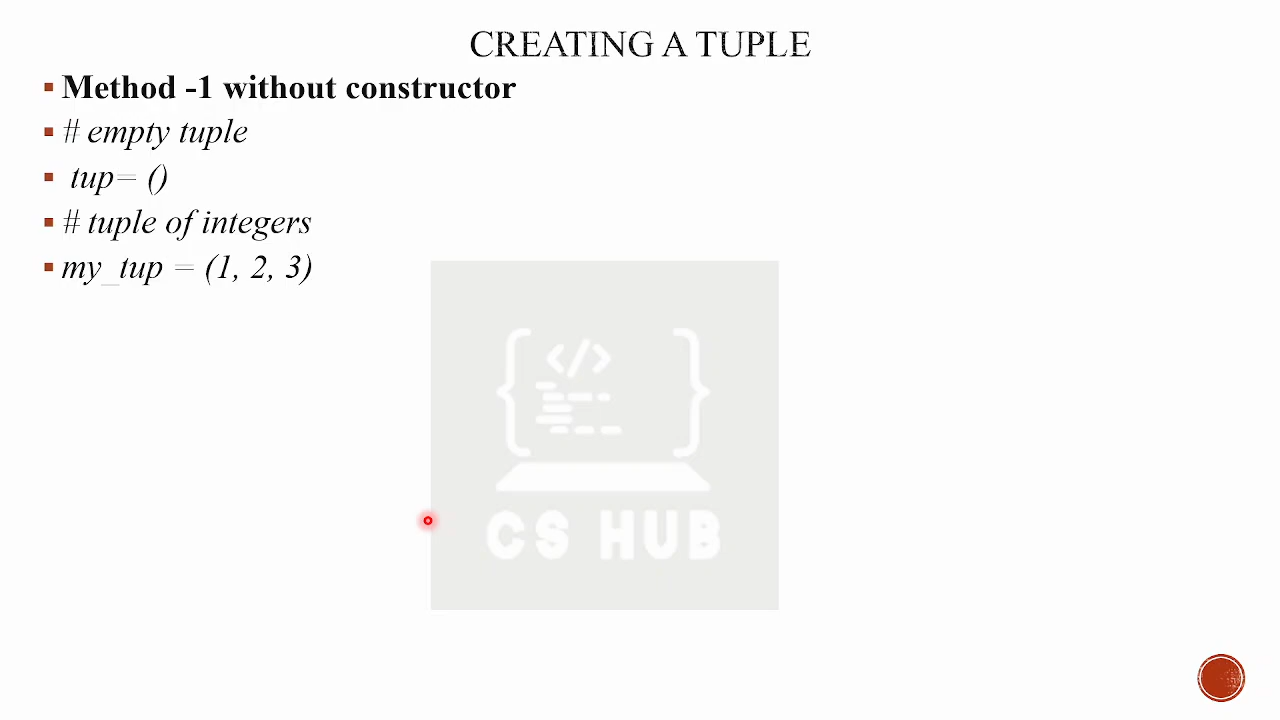 CREATING A TUPLE
Method -1 without constructor
# empty tuple
tup= ()
# tuple of integers
my_tup = (1, 2, 3)
</>
CS HUB